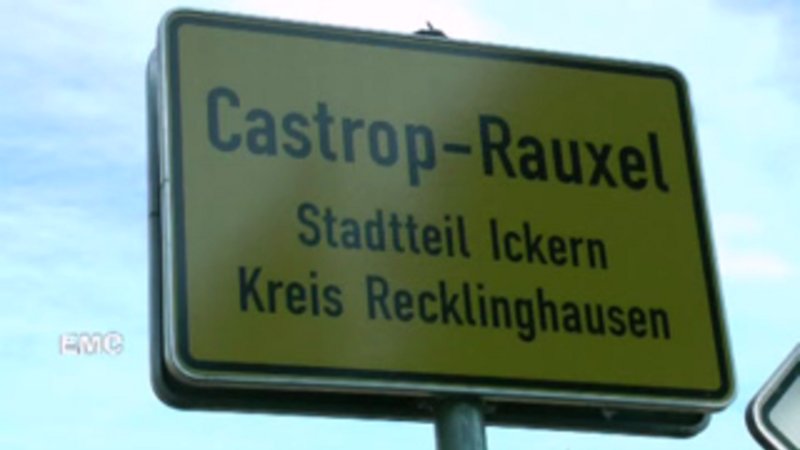 Castrop-Rauxel
Stadtteil Ickern
Kreis Recklinghausen
EMC